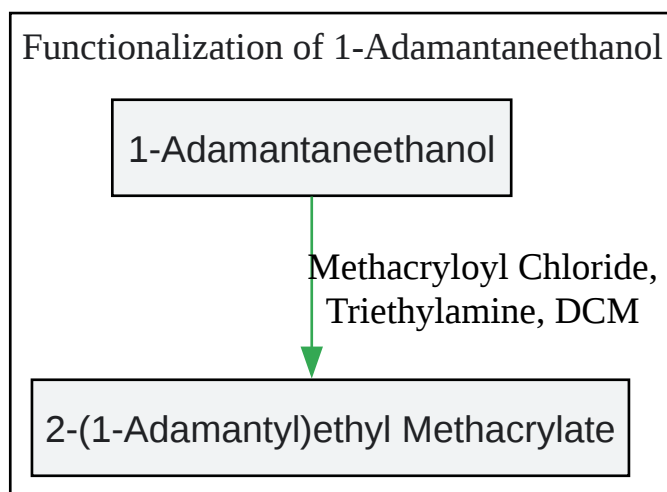 Functionalization of 1-Adamantaneethanol
1-Adamantaneethanol
Methacryloyl Chloride,
Triethylamine, DCM
2-(1-Adamantyl)ethyl Methacrylate